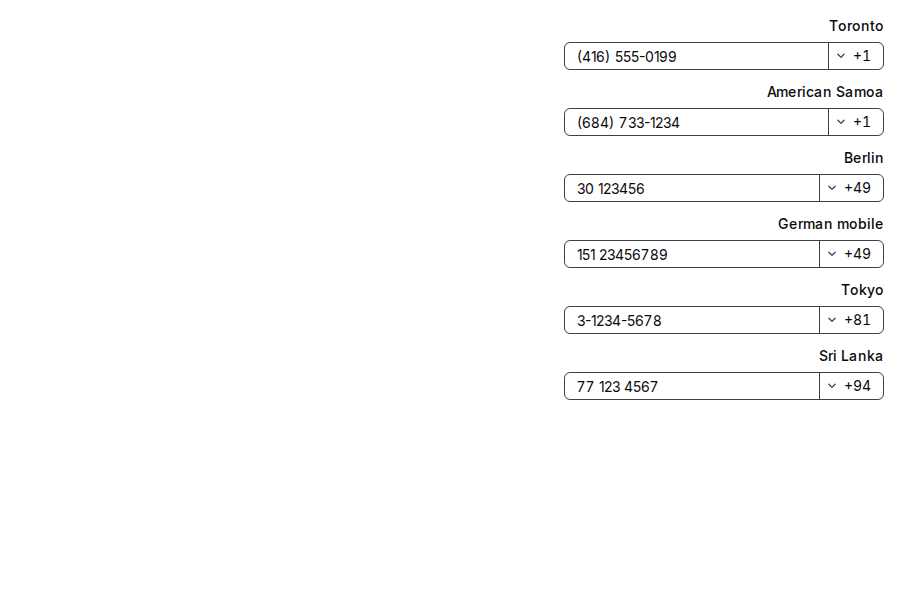 Toronto
(416) 555-0199 +1
American Samoa
(684) 733-1234 +1
Berlin
30 123456 +49
German mobile
151 23456789 +49
Tokyo
3-1234-5678 +81
Sri Lanka
77 123 4567 +94